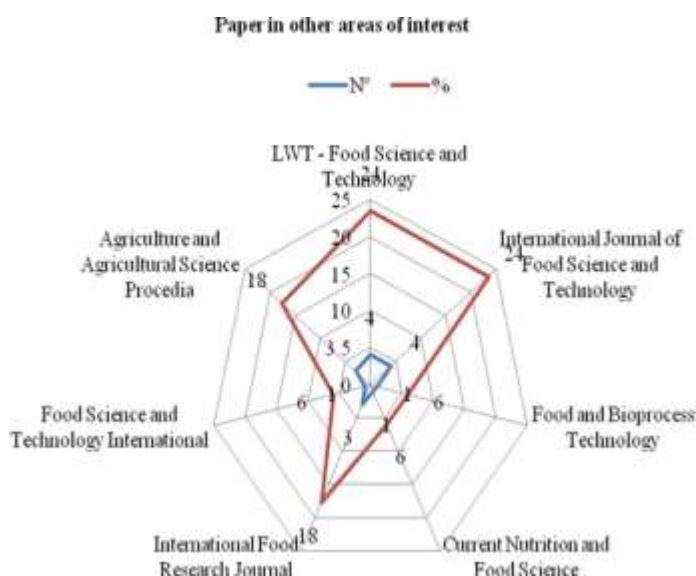 Paper in other areas of interest
Nº
%
LWT - Food Science and
Technology
24
25
20
15
10
5
0
International Journal of
Food Science and
Technology
24
4
4
Agriculture and
Agricultural Science
Procedia
18
3
Food Science and
Technology International
6
1
Food and Bioprocess
Technology
1
6
1
6
3
18
International Food
Research Journal
Current Nutrition and
Food Science